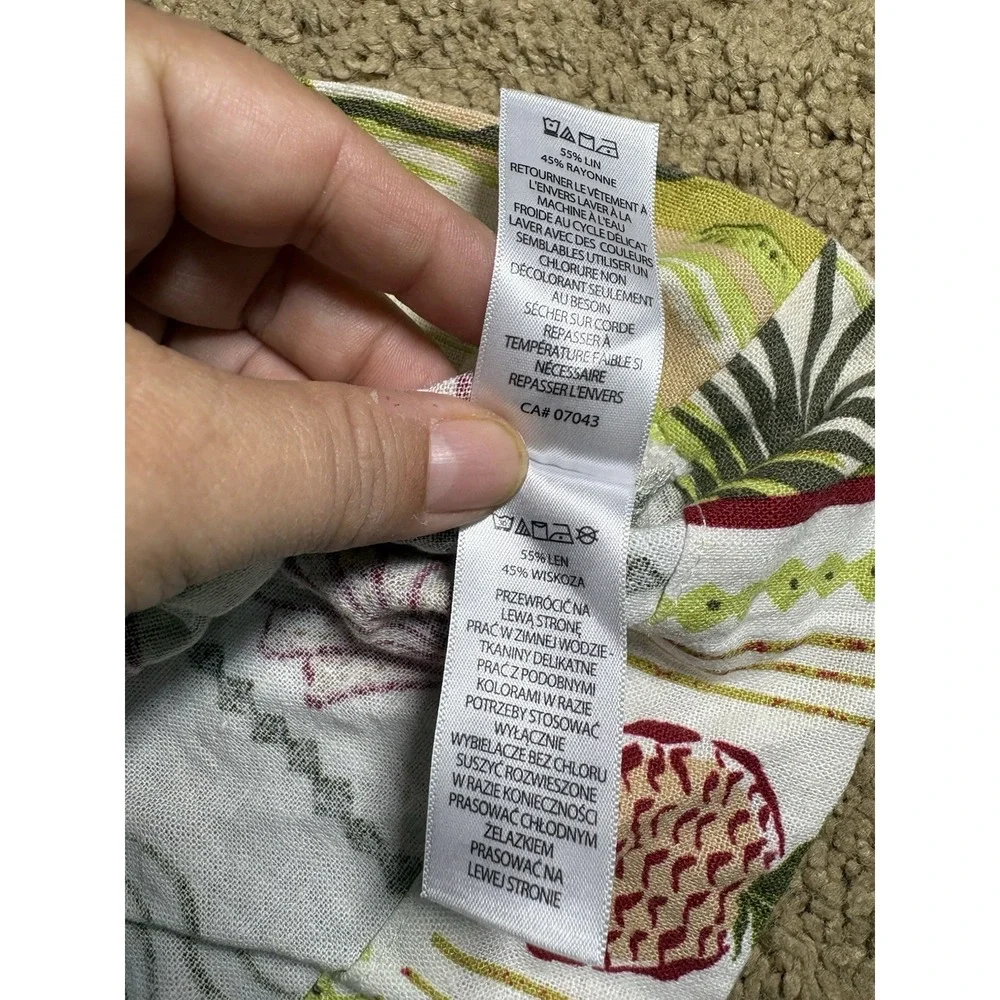 55% LIN
45% RAYONNE
RETOURNER LE VÊTEMENT À
L'ENVERS LAVER À LA
MACHINE À L'EAU
FROIDE AU CYCLE DÉLICAT
LAVER AVEC DES COULEURS
SEMBLABLES UTILISER UN
CHLORURE NON
DÉCOLORANT SEULEMENT
AU BESOIN
SÉCHER SUR CORDE
REPASSER À
TEMPÉRATURE FAIBLE SI
NÉCESSAIRE
REPASSER L'ENVERS
CA# 07043
55% LEN
45% WISKOZA
PRZEWRÓCIĆ NA
LEWĄ STRONĘ
PRAĆ W ZIMNEJ WODZIE -
TKANINY DELIKATNE
PRAĆ Z PODOBNYMI
KOLORAMI W RAZIE
POTRZEBY STOSOWAĆ
WYŁĄCZNIE
WYBIELACZE BEZ CHLORU
SUSZYĆ ROZWIESZONE
W RAZIE KONIECZNOŚCI
PRASOWAĆ CHŁODNYM
ŻELAZKIEM
PRASOWAĆ NA
LEWEJ STRONIE